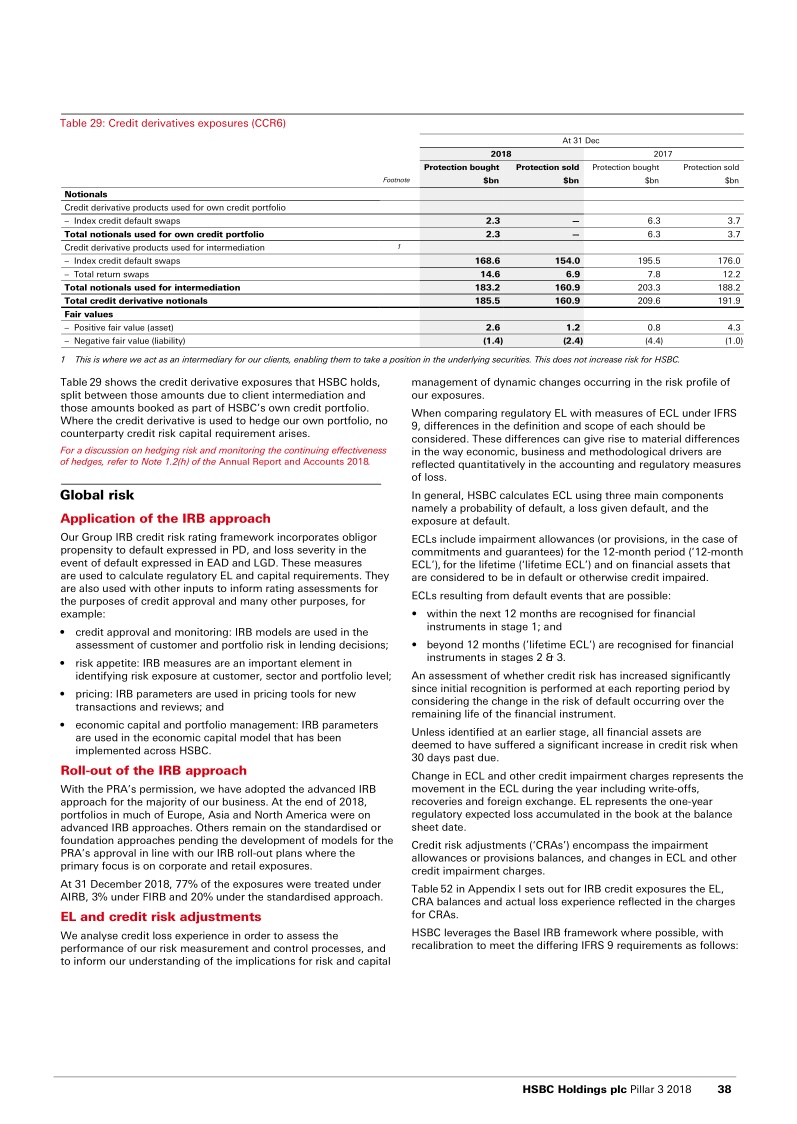 Table 29: Credit derivatives exposures (CCR6)
At 31 Dec
2018 2017
Protection bought Protection sold Protection bought Protection sold
Footnote $bn $bn $bn $bn
Notionals
Credit derivative products used for own credit portfolio
– Index credit default swaps 2.3 — 6.3 3.7
Total notionals used for own credit portfolio 2.3 — 6.3 3.7
Credit derivative products used for intermediation 1
– Index credit default swaps 168.6 154.0 195.5 176.0
– Total return swaps 14.6 6.9 7.8 12.2
Total notionals used for intermediation 183.2 160.9 203.3 188.2
Total credit derivative notionals 185.5 160.9 209.6 191.9
Fair values
– Positive fair value (asset) 2.6 1.2 0.8 4.3
– Negative fair value (liability) (1.4) (2.4) (4.4) (1.0)
1 This is where we act as an intermediary for our clients, enabling them to take a position in the underlying securities. This does not increase risk for HSBC.
Table 29 shows the credit derivative exposures that HSBC holds,
split between those amounts due to client intermediation and
those amounts booked as part of HSBC's own credit portfolio.
Where the credit derivative is used to hedge our own portfolio, no
counterparty credit risk capital requirement arises.
For a discussion on hedging risk and monitoring the continuing effectiveness
of hedges, refer to Note 1.2(h) of the Annual Report and Accounts 2018.
Global risk
Application of the IRB approach
Our Group IRB credit risk rating framework incorporates obligor
propensity to default expressed in PD, and loss severity in the
event of default expressed in EAD and LGD. These measures
are used to calculate regulatory EL and capital requirements. They
are also used with other inputs to inform rating assessments for
the purposes of credit approval and many other purposes, for
example:
• credit approval and monitoring: IRB models are used in the
assessment of customer and portfolio risk in lending decisions;
• risk appetite: IRB measures are an important element in
identifying risk exposure at customer, sector and portfolio level;
• pricing: IRB parameters are used in pricing tools for new
transactions and reviews; and
• economic capital and portfolio management: IRB parameters
are used in the economic capital model that has been
implemented across HSBC.
Roll-out of the IRB approach
With the PRA's permission, we have adopted the advanced IRB
approach for the majority of our business. At the end of 2018,
portfolios in much of Europe, Asia and North America were on
advanced IRB approaches. Others remain on the standardised or
foundation approaches pending the development of models for the
PRA's approval in line with our IRB roll-out plans where the
primary focus is on corporate and retail exposures.
At 31 December 2018, 77% of the exposures were treated under
AIRB, 3% under FIRB and 20% under the standardised approach.
EL and credit risk adjustments
We analyse credit loss experience in order to assess the
performance of our risk measurement and control processes, and
to inform our understanding of the implications for risk and capital
management of dynamic changes occurring in the risk profile of
our exposures.
When comparing regulatory EL with measures of ECL under IFRS
9, differences in the definition and scope of each should be
considered. These differences can give rise to material differences
in the way economic, business and methodological drivers are
reflected quantitatively in the accounting and regulatory measures
of loss.
In general, HSBC calculates ECL using three main components
namely a probability of default, a loss given default, and the
exposure at default.
ECLs include impairment allowances (or provisions, in the case of
commitments and guarantees) for the 12-month period ('12-month
ECL'), for the lifetime ('lifetime ECL') and on financial assets that
are considered to be in default or otherwise credit impaired.
ECLs resulting from default events that are possible:
• within the next 12 months are recognised for financial
instruments in stage 1; and
• beyond 12 months ('lifetime ECL') are recognised for financial
instruments in stages 2 & 3.
An assessment of whether credit risk has increased significantly
since initial recognition is performed at each reporting period by
considering the change in the risk of default occurring over the
remaining life of the financial instrument.
Unless identified at an earlier stage, all financial assets are
deemed to have suffered a significant increase in credit risk when
30 days past due.
Change in ECL and other credit impairment charges represents the
movement in the ECL during the year including write-offs,
recoveries and foreign exchange. EL represents the one-year
regulatory expected loss accumulated in the book at the balance
sheet date.
Credit risk adjustments ('CRAs') encompass the impairment
allowances or provisions balances, and changes in ECL and other
credit impairment charges.
Table 52 in Appendix I sets out for IRB credit exposures the EL,
CRA balances and actual loss experience reflected in the charges
for CRAs.
HSBC leverages the Basel IRB framework where possible, with
recalibration to meet the differing IFRS 9 requirements as follows:
HSBC Holdings plc Pillar 3 2018 38